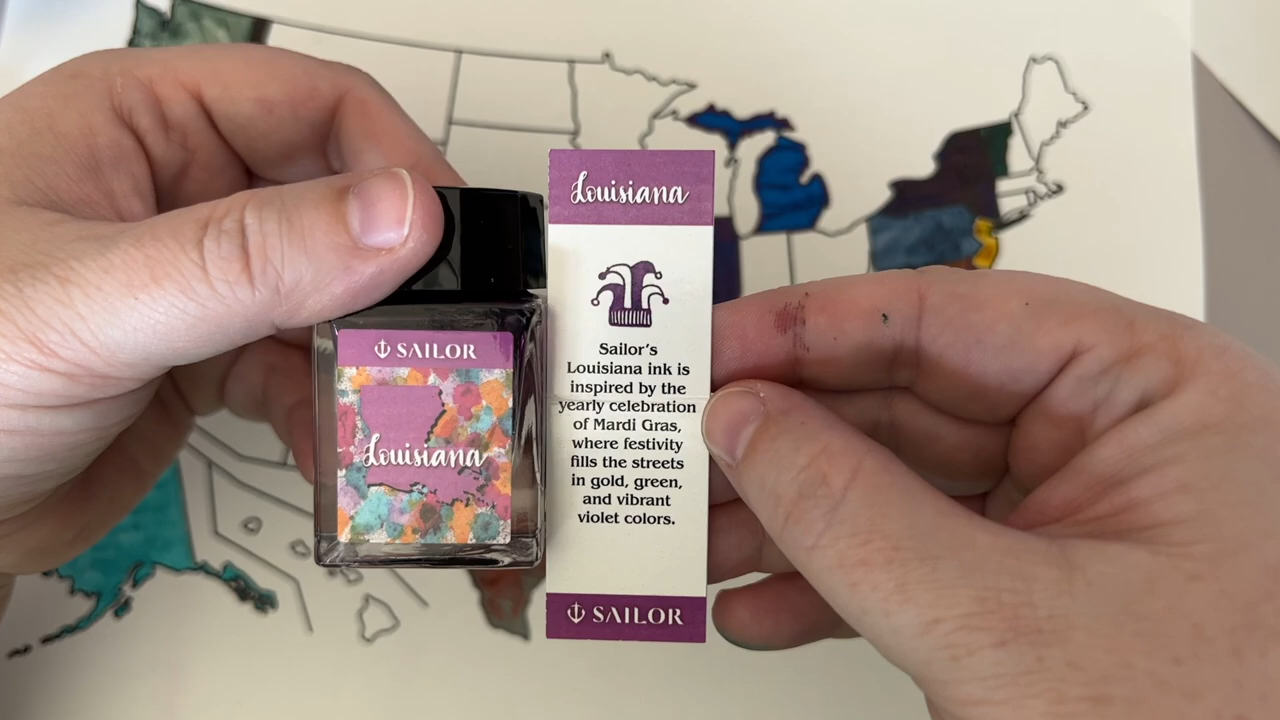 SAILOR
Louisiana
Louisiana
Sailor's
Louisiana ink is
inspired by the
yearly celebration
of Mardi Gras,
where festivity
fills the streets
in gold, green,
and vibrant
violet colors.
SAILOR